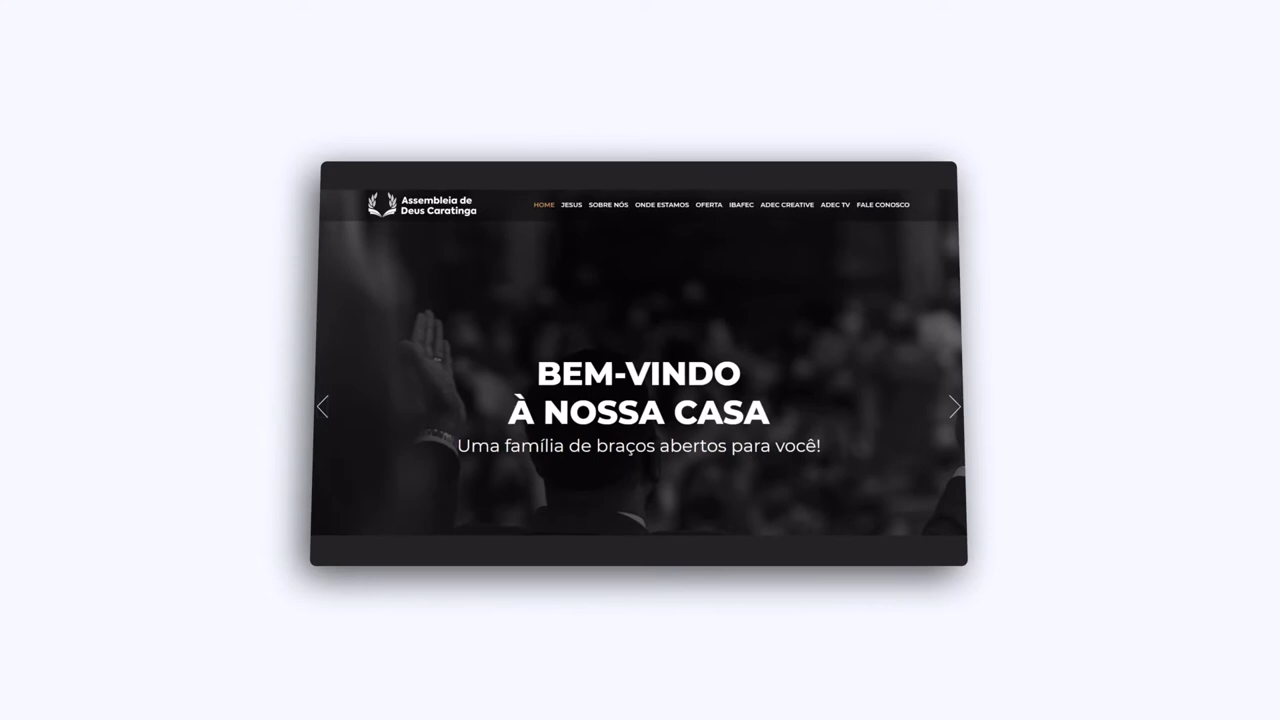 Assembleia de
Deus Caratinga
HOME JESUS SOBRE NÓS ONDE ESTAMOS OFERTA IBAFEC ADEC CREATIVE ADEC TV FALE CONOSCO
BEM-VINDO
À NOSSA CASA
Uma família de braços abertos para você!